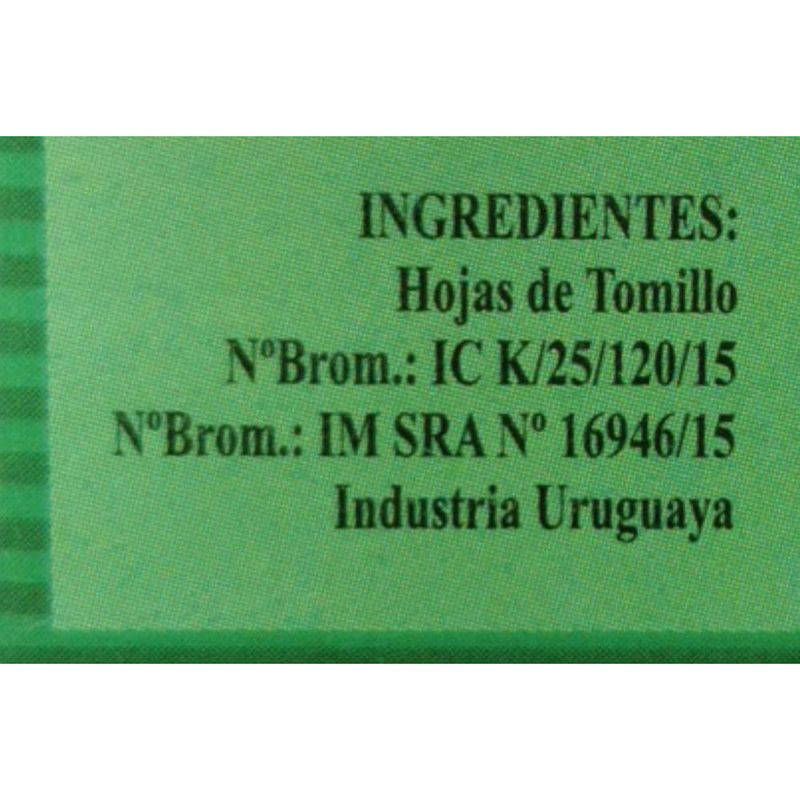 INGREDIENTES:
Hojas de Tomillo
NºBrom.: IC K/25/120/15
NºBrom.: IM SRA Nº 16946/15
Industria Uruguaya